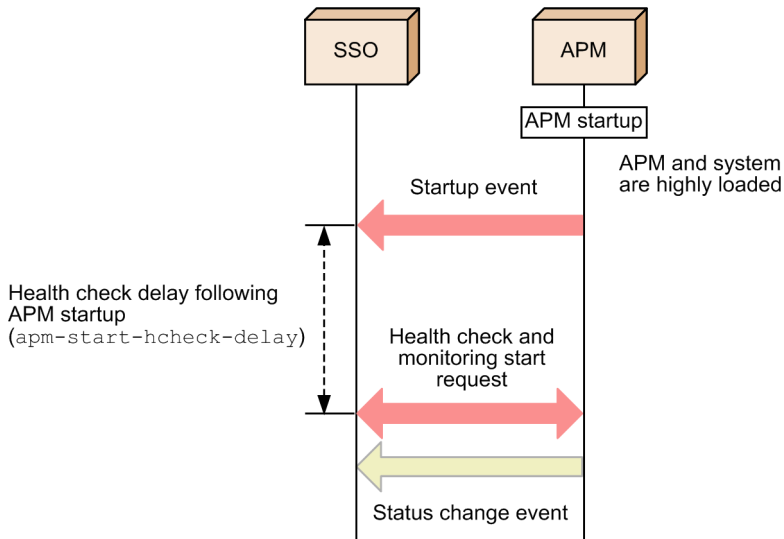 SSO
APM
APM startup
APM and system
are highly loaded
Startup event
Health check delay following
APM startup
(apm-start-hcheck-delay)
Health check and
monitoring start
request
Status change event